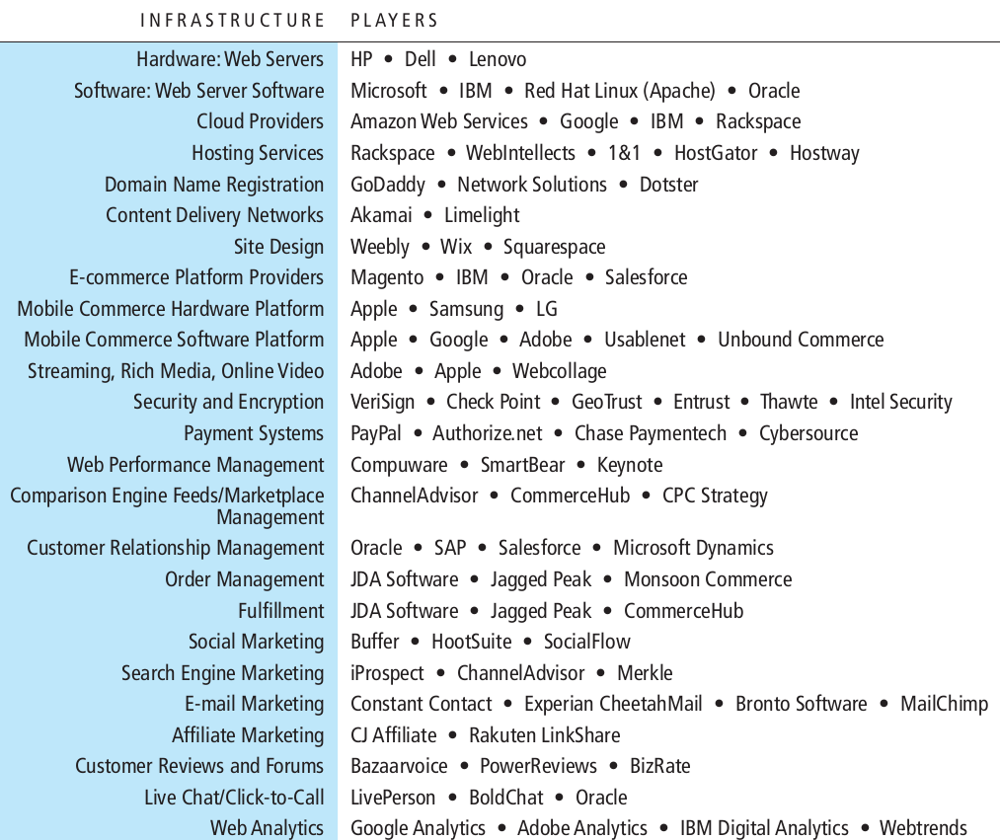 INFRASTRUCTURE PLAYERS
Hardware: Web Servers HP • Dell • Lenovo
Software: Web Server Software Microsoft • IBM • Red Hat Linux (Apache) • Oracle
Cloud Providers Amazon Web Services • Google • IBM • Rackspace
Hosting Services Rackspace • WebIntellects • 1&1 • HostGator • Hostway
Domain Name Registration GoDaddy • Network Solutions • Dotster
Content Delivery Networks Akamai • Limelight
Site Design Weebly • Wix • Squarespace
E-commerce Platform Providers Magento • IBM • Oracle • Salesforce
Mobile Commerce Hardware Platform Apple • Samsung • LG
Mobile Commerce Software Platform Apple • Google • Adobe • Usablenet • Unbound Commerce
Streaming, Rich Media, Online Video Adobe • Apple • Webcollage
Security and Encryption VeriSign • Check Point • GeoTrust • Entrust • Thawte • Intel Security
Payment Systems PayPal • Authorize.net • Chase Paymentech • Cybersource
Web Performance Management Compuware • SmartBear • Keynote
Comparison Engine Feeds/Marketplace ChannelAdvisor • CommerceHub • CPC Strategy
Management
Customer Relationship Management Oracle • SAP • Salesforce • Microsoft Dynamics
Order Management JDA Software • Jagged Peak • Monsoon Commerce
Fulfillment JDA Software • Jagged Peak • CommerceHub
Social Marketing Buffer • HootSuite • SocialFlow
Search Engine Marketing iProspect • ChannelAdvisor • Merkle
E-mail Marketing Constant Contact • Experian CheetahMail • Bronto Software • MailChimp
Affiliate Marketing CJ Affiliate • Rakuten LinkShare
Customer Reviews and Forums Bazaarvoice • PowerReviews • BizRate
Live Chat/Click-to-Call LivePerson • BoldChat • Oracle
Web Analytics Google Analytics • Adobe Analytics • IBM Digital Analytics • Webtrends